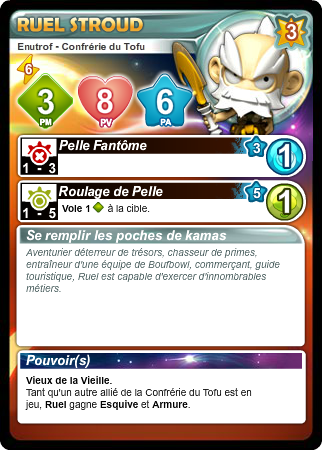 RUEL STROUD
3
Enutrof - Confrérie du Tofu
6
3
PM
8
PV
6
PA
Pelle Fantôme
3
1
1 - 3
Roulage de Pelle
5
1
1 - 5
Vole 1 à la cible.
Se remplir les poches de kamas
Aventurier déterreur de trésors, chasseur de primes,
entraîneur d'une équipe de Boufbowl, commerçant, guide
touristique, Ruel est capable d'exercer d'innombrables
métiers.
Pouvoir(s)
Vieux de la Vieille.
Tant qu'un autre allié de la Confrérie du Tofu est en
jeu, Ruel gagne Esquive et Armure.